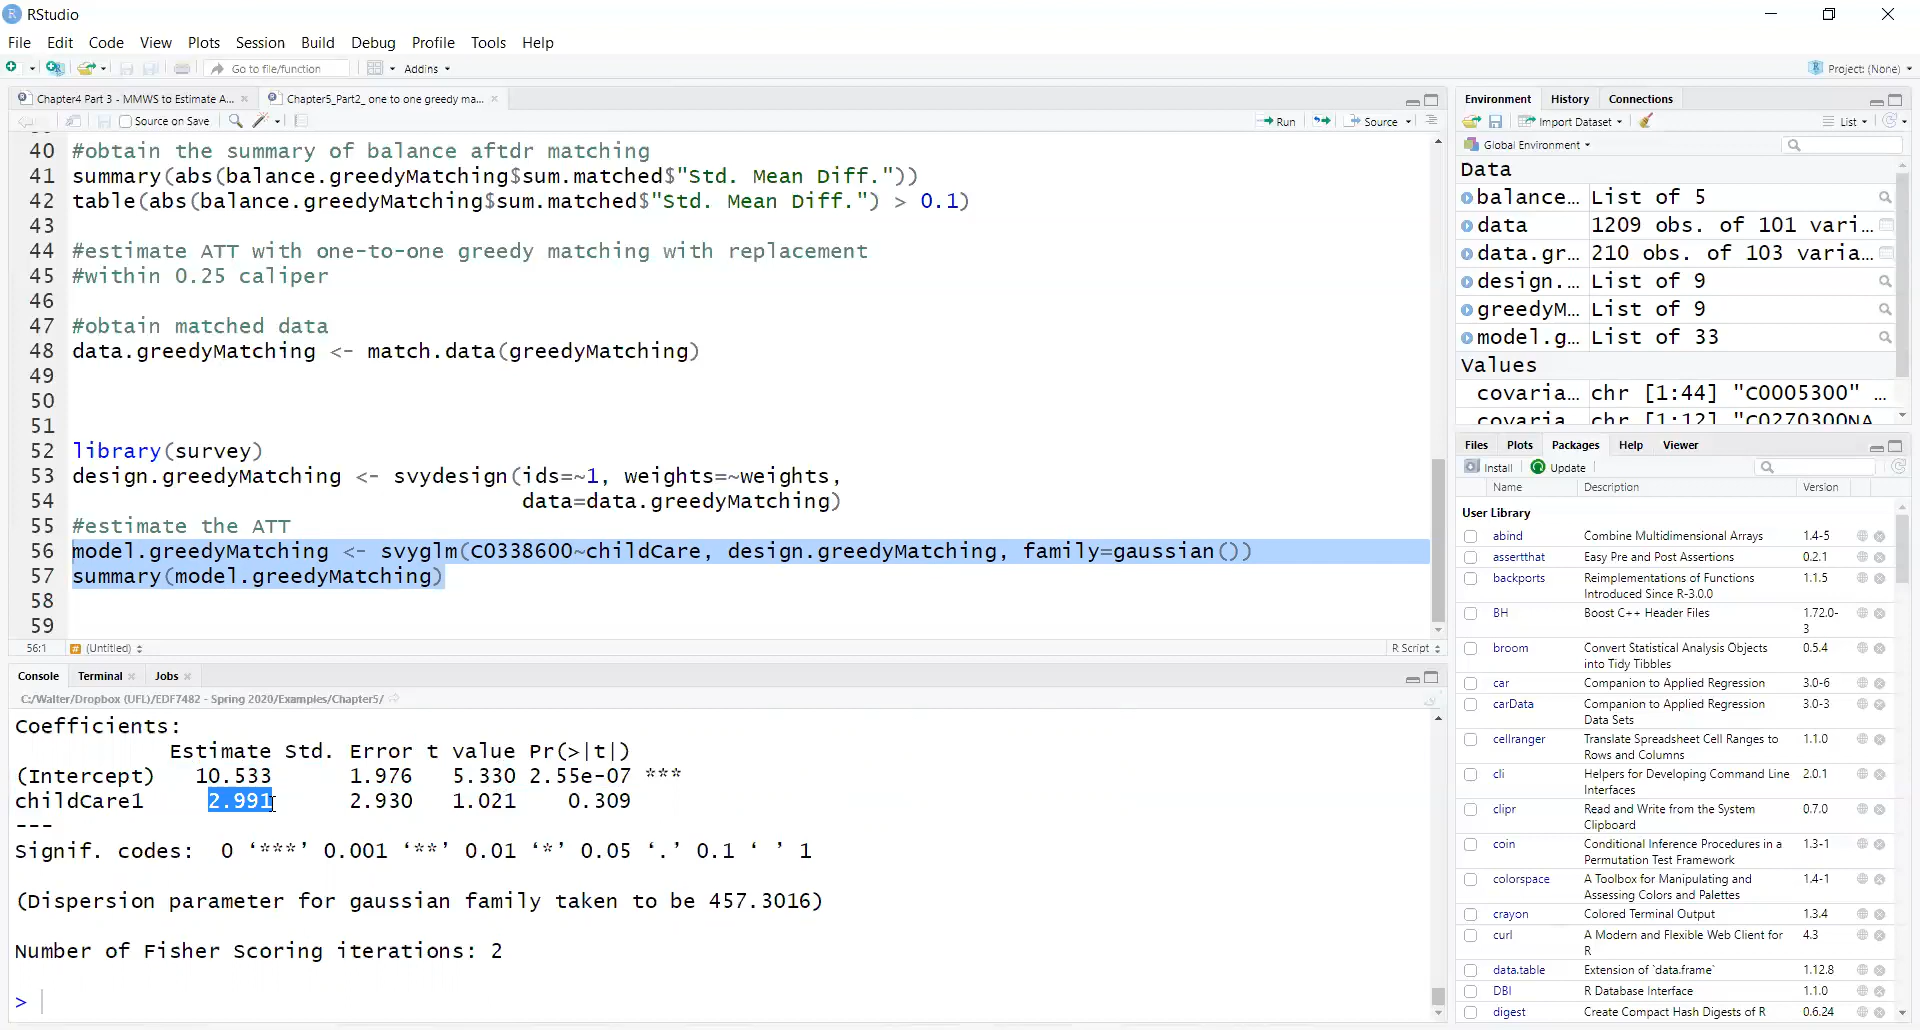 RStudio
File Edit Code View Plots Session Build Debug Profile Tools Help
Go to file/function Addins Project: (None)
Chapter4 Part 3 - MMWS to Estimate A... Chapter5_Part2_ one to one greedy ma...
Source on Save Run Source
40 #obtain the summary of balance aftdr matching
41 summary(abs(balance.greedyMatching$sum.matched$"Std. Mean Diff."))
42 table(abs(balance.greedyMatching$sum.matched$"Std. Mean Diff.") > 0.1)
43
44 #estimate ATT with one-to-one greedy matching with replacement
45 #within 0.25 caliper
46
47 #obtain matched data
48 data.greedyMatching <- match.data(greedyMatching)
49
50
51
52 library(survey)
53 design.greedyMatching <- svydesign(ids=~1, weights=~weights,
54 data=data.greedyMatching)
55 #estimate the ATT
56 model.greedyMatching <- svyglm(C0338600~childCare, design.greedyMatching, family=gaussian())
57 summary(model.greedyMatching)
58
59
56:1 (Untitled) R Script
Console Terminal Jobs
C:/Walter/Dropbox (UFL)/EDF7482 - Spring 2020/Examples/Chapter5/
Coefficients:
Estimate Std. Error t value Pr(>|t|)
(Intercept) 10.533 1.976 5.330 2.55e-07 ***
childCare1 2.991 2.930 1.021 0.309
---
Signif. codes: 0 ‘***’ 0.001 ‘**’ 0.01 ‘*’ 0.05 ‘.’ 0.1 ‘ ’ 1
(Dispersion parameter for gaussian family taken to be 457.3016)
Number of Fisher Scoring iterations: 2
>
Environment History Connections
Import Dataset List
Global Environment
Data
balance... List of 5
data 1209 obs. of 101 vari...
data.gr... 210 obs. of 103 varia...
design.... List of 9
greedyM... List of 9
model.g... List of 33
Values
covaria... chr [1:44] "C0005300" ...
covaria chr [1:12] "C0270300NA
Files Plots Packages Help Viewer
Install Update
Name Description Version
User Library
abind Combine Multidimensional Arrays 1.4-5
assertthat Easy Pre and Post Assertions 0.2.1
backports Reimplementations of Functions 1.1.5
Introduced Since R-3.0.0
BH Boost C++ Header Files 1.72.0-
3
broom Convert Statistical Analysis Objects 0.5.4
into Tidy Tibbles
car Companion to Applied Regression 3.0-6
carData Companion to Applied Regression 3.0-3
Data Sets
cellranger Translate Spreadsheet Cell Ranges to 1.1.0
Rows and Columns
cli Helpers for Developing Command Line 2.0.1
Interfaces
clipr Read and Write from the System 0.7.0
Clipboard
coin Conditional Inference Procedures in a 1.3-1
Permutation Test Framework
colorspace A Toolbox for Manipulating and 1.4-1
Assessing Colors and Palettes
crayon Colored Terminal Output 1.3.4
curl A Modern and Flexible Web Client for 4.3
R
data.table Extension of `data.frame` 1.12.8
DBI R Database Interface 1.1.0
digest Create Compact Hash Digests of R 0.6.24